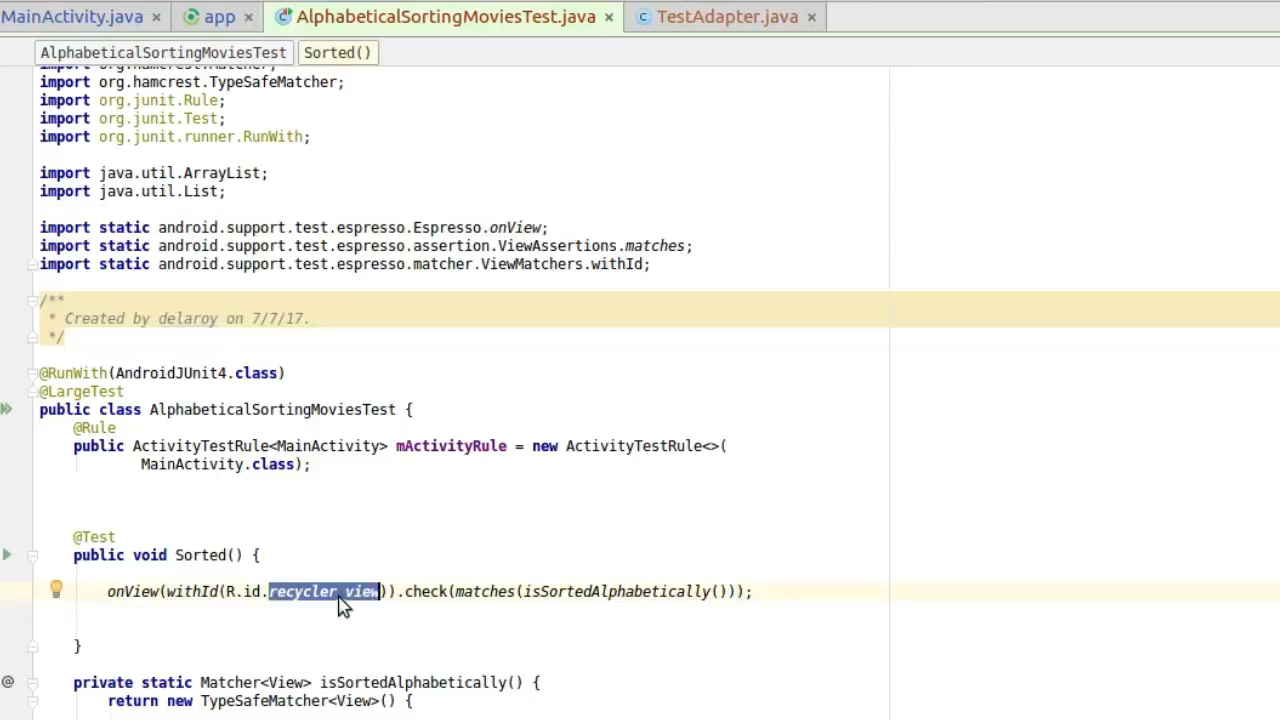 MainActivity.java × app × AlphabeticalSortingMoviesTest.java × TestAdapter.java ×
AlphabeticalSortingMoviesTest Sorted()
import org.hamcrest.Matcher;
import org.hamcrest.TypeSafeMatcher;
import org.junit.Rule;
import org.junit.Test;
import org.junit.runner.RunWith;
import java.util.ArrayList;
import java.util.List;
import static android.support.test.espresso.Espresso.onView;
import static android.support.test.espresso.assertion.ViewAssertions.matches;
import static android.support.test.espresso.matcher.ViewMatchers.withId;
/**
* Created by delaroy on 7/7/17.
*/
@RunWith(AndroidJUnit4.class)
@LargeTest
public class AlphabeticalSortingMoviesTest {
@Rule
public ActivityTestRule<MainActivity> mActivityRule = new ActivityTestRule<>(
MainActivity.class);
@Test
public void Sorted() {
onView(withId(R.id.recycler_view)).check(matches(isSortedAlphabetically()));
}
private static Matcher<View> isSortedAlphabetically() {
return new TypeSafeMatcher<View>() {